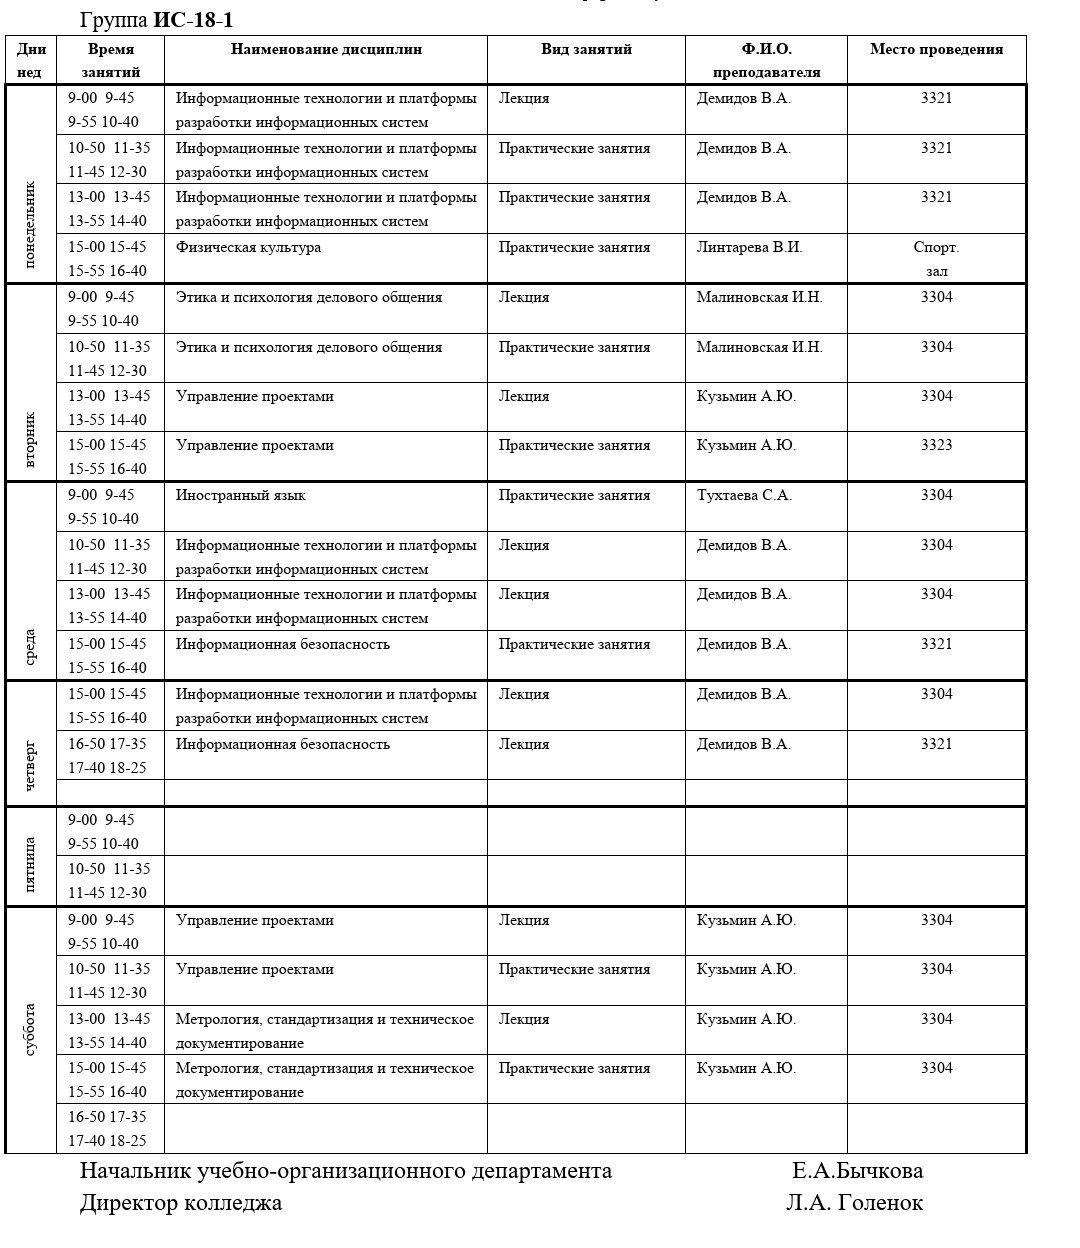 Группа ИС-18-1
Дни нед Время занятий Наименование дисциплин Вид занятий Ф.И.О. преподавателя Место проведения
понедельник
9-00 9-45 Информационные технологии и платформы Лекция Демидов В.А. 3321
9-55 10-40 разработки информационных систем
10-50 11-35 Информационные технологии и платформы Практические занятия Демидов В.А. 3321
11-45 12-30 разработки информационных систем
13-00 13-45 Информационные технологии и платформы Практические занятия Демидов В.А. 3321
13-55 14-40 разработки информационных систем
15-00 15-45 Физическая культура Практические занятия Линтарева В.И. Спорт.
15-55 16-40 зал
вторник
9-00 9-45 Этика и психология делового общения Лекция Малиновская И.Н. 3304
9-55 10-40
10-50 11-35 Этика и психология делового общения Практические занятия Малиновская И.Н. 3304
11-45 12-30
13-00 13-45 Управление проектами Лекция Кузьмин А.Ю. 3304
13-55 14-40
15-00 15-45 Управление проектами Практические занятия Кузьмин А.Ю. 3323
15-55 16-40
среда
9-00 9-45 Иностранный язык Практические занятия Тухтаева С.А. 3304
9-55 10-40
10-50 11-35 Информационные технологии и платформы Лекция Демидов В.А. 3304
11-45 12-30 разработки информационных систем
13-00 13-45 Информационные технологии и платформы Лекция Демидов В.А. 3304
13-55 14-40 разработки информационных систем
15-00 15-45 Информационная безопасность Практические занятия Демидов В.А. 3321
15-55 16-40
четверг
15-00 15-45 Информационные технологии и платформы Лекция Демидов В.А. 3304
15-55 16-40 разработки информационных систем
16-50 17-35 Информационная безопасность Лекция Демидов В.А. 3321
17-40 18-25
пятница
9-00 9-45
9-55 10-40
10-50 11-35
11-45 12-30
суббота
9-00 9-45 Управление проектами Лекция Кузьмин А.Ю. 3304
9-55 10-40
10-50 11-35 Управление проектами Практические занятия Кузьмин А.Ю. 3304
11-45 12-30
13-00 13-45 Метрология, стандартизация и техническое Лекция Кузьмин А.Ю. 3304
13-55 14-40 документирование
15-00 15-45 Метрология, стандартизация и техническое Практические занятия Кузьмин А.Ю. 3304
15-55 16-40 документирование
16-50 17-35
17-40 18-25
Начальник учебно-организационного департамента Е.А.Бычкова
Директор колледжа Л.А. Голенок